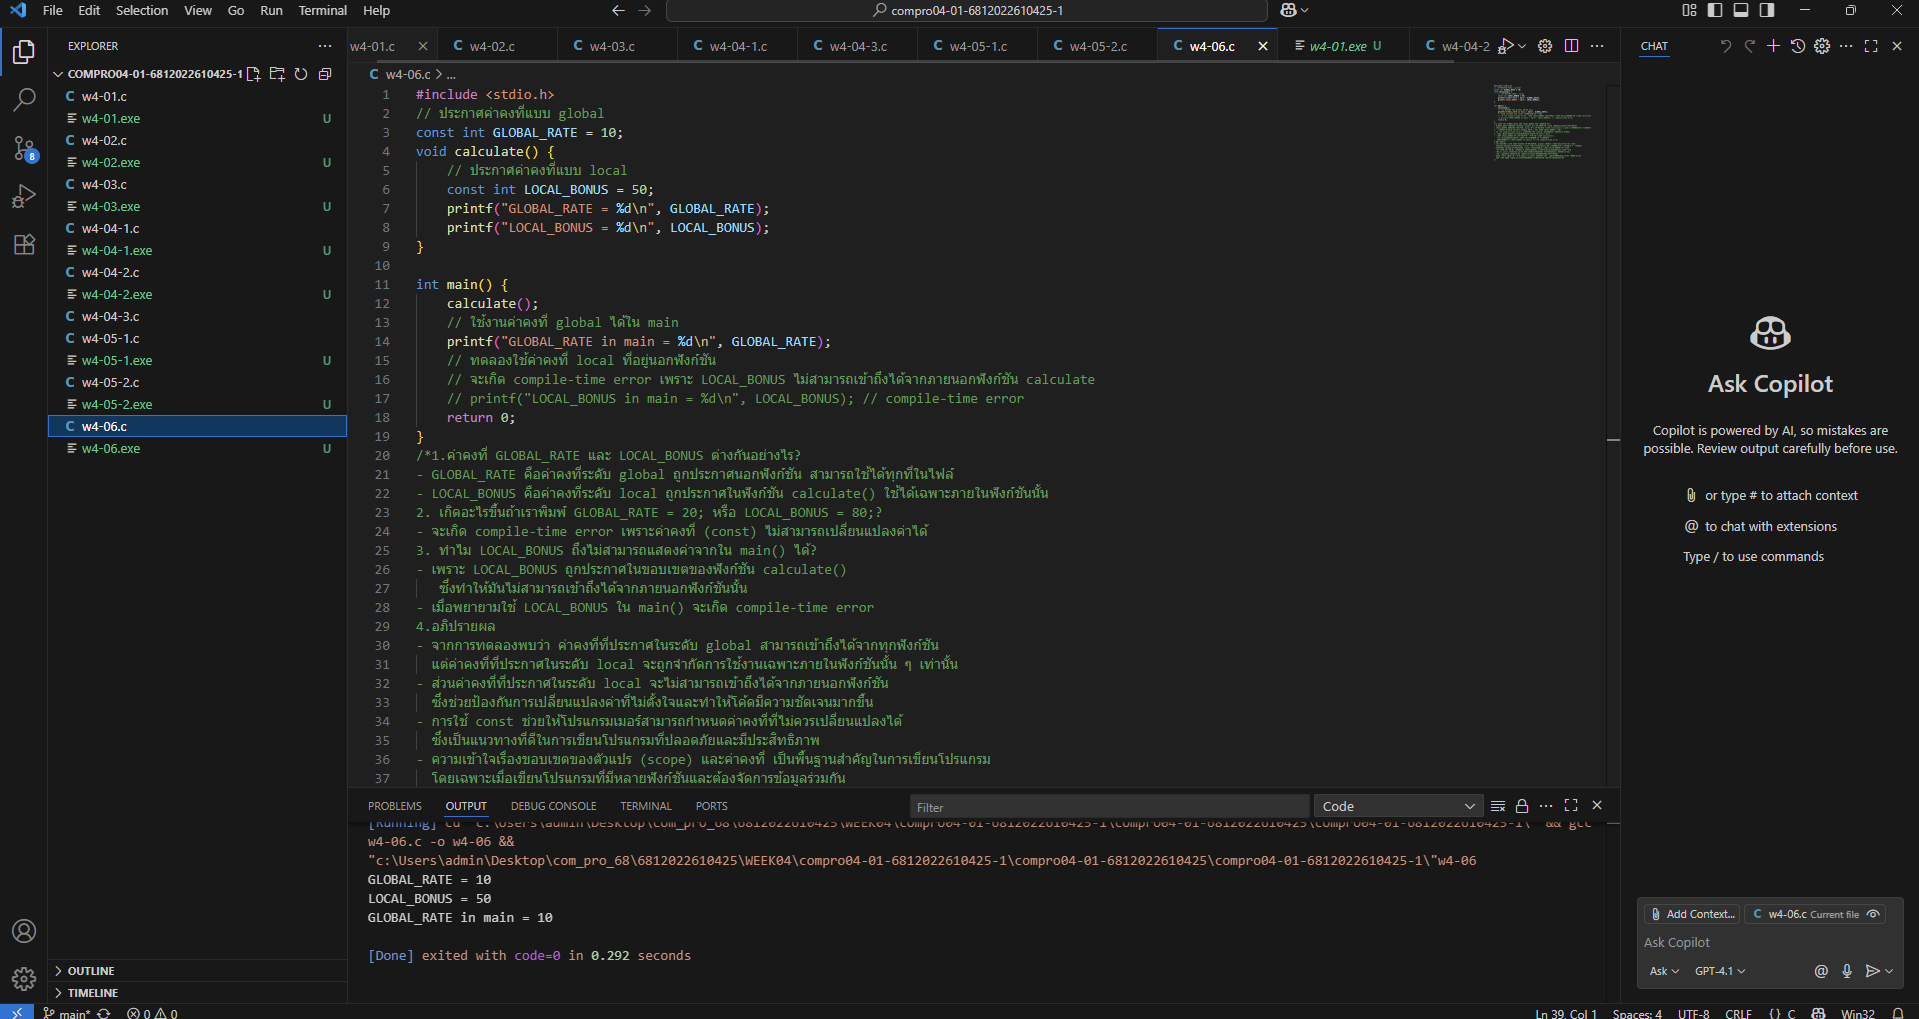 File Edit Selection View Go Run Terminal Help
compro04-01-6812022610425-1
EXPLORER
COMPRO04-01-6812022610425-1
w4-01.c
w4-01.exe U
w4-02.c
w4-02.exe U
w4-03.c
w4-03.exe U
w4-04-1.c
w4-04-1.exe U
w4-04-2.c
w4-04-2.exe U
w4-04-3.c
w4-05-1.c
w4-05-1.exe U
w4-05-2.c
w4-05-2.exe U
w4-06.c
w4-06.exe U
OUTLINE
TIMELINE
8
w4-01.c w4-02.c w4-03.c w4-04-1.c w4-04-3.c w4-05-1.c w4-05-2.c w4-06.c w4-01.exe U w4-04-2
w4-06.c > ...
1 #include <stdio.h>
2 // ประกาศค่าคงที่แบบ global
3 const int GLOBAL_RATE = 10;
4 void calculate() {
5 // ประกาศค่าคงที่แบบ local
6 const int LOCAL_BONUS = 50;
7 printf("GLOBAL_RATE = %d\n", GLOBAL_RATE);
8 printf("LOCAL_BONUS = %d\n", LOCAL_BONUS);
9 }
10
11 int main() {
12 calculate();
13 // ใช้งานค่าคงที่ global ได้ใน main
14 printf("GLOBAL_RATE in main = %d\n", GLOBAL_RATE);
15 // ทดลองใช้ค่าคงที่ local ที่อยู่นอกฟังก์ชัน
16 // จะเกิด compile-time error เพราะ LOCAL_BONUS ไม่สามารถเข้าถึงได้จากภายนอกฟังก์ชัน calculate
17 // printf("LOCAL_BONUS in main = %d\n", LOCAL_BONUS); // compile-time error
18 return 0;
19 }
20 /*1.ค่าคงที่ GLOBAL_RATE และ LOCAL_BONUS ต่างกันอย่างไร?
21 - GLOBAL_RATE คือค่าคงที่ระดับ global ถูกประกาศนอกฟังก์ชัน สามารถใช้ได้ทุกที่ในไฟล์
22 - LOCAL_BONUS คือค่าคงที่ระดับ local ถูกประกาศในฟังก์ชัน calculate() ใช้ได้เฉพาะภายในฟังก์ชันนั้น
23 2. เกิดอะไรขึ้นถ้าเราพิมพ์ GLOBAL_RATE = 20; หรือ LOCAL_BONUS = 80;?
24 - จะเกิด compile-time error เพราะค่าคงที่ (const) ไม่สามารถเปลี่ยนแปลงค่าได้
25 3. ทำไม LOCAL_BONUS ถึงไม่สามารถแสดงค่าจากใน main() ได้?
26 - เพราะ LOCAL_BONUS ถูกประกาศในขอบเขตของฟังก์ชัน calculate()
27 ซึ่งทำให้มันไม่สามารถเข้าถึงได้จากภายนอกฟังก์ชันนั้น
28 - เมื่อพยายามใช้ LOCAL_BONUS ใน main() จะเกิด compile-time error
29 4.อภิปรายผล
30 - จากการทดลองพบว่า ค่าคงที่ที่ประกาศในระดับ global สามารถเข้าถึงได้จากทุกฟังก์ชัน
31 แต่ค่าคงที่ที่ประกาศในระดับ local จะถูกจำกัดการใช้งานเฉพาะภายในฟังก์ชันนั้น ๆ เท่านั้น
32 - ส่วนค่าคงที่ที่ประกาศในระดับ local จะไม่สามารถเข้าถึงได้จากภายนอกฟังก์ชัน
33 ซึ่งช่วยป้องกันการเปลี่ยนแปลงค่าที่ไม่ตั้งใจและทำให้โค้ดมีความชัดเจนมากขึ้น
34 - การใช้ const ช่วยให้โปรแกรมเมอร์สามารถกำหนดค่าคงที่ที่ไม่ควรเปลี่ยนแปลงได้
35 ซึ่งเป็นแนวทางที่ดีในการเขียนโปรแกรมที่ปลอดภัยและมีประสิทธิภาพ
36 - ความเข้าใจเรื่องขอบเขตของตัวแปร (scope) และค่าคงที่ เป็นพื้นฐานสำคัญในการเขียนโปรแกรม
37 โดยเฉพาะเมื่อเขียนโปรแกรมที่มีหลายฟังก์ชันและต้องจัดการข้อมูลร่วมกัน
PROBLEMS OUTPUT DEBUG CONSOLE TERMINAL PORTS
Filter
Code
[Running] cd "c:\Users\admin\Desktop\com_pro_68\6812022610425\WEEK04\compro04-01-6812022610425-1\compro04-01-6812022610425\compro04-01-6812022610425-1\" && gcc
w4-06.c -o w4-06 &&
"c:\Users\admin\Desktop\com_pro_68\6812022610425\WEEK04\compro04-01-6812022610425-1\compro04-01-6812022610425\compro04-01-6812022610425-1\"w4-06
GLOBAL_RATE = 10
LOCAL_BONUS = 50
GLOBAL_RATE in main = 10
[Done] exited with code=0 in 0.292 seconds
CHAT
Ask Copilot
Copilot is powered by AI, so mistakes are
possible. Review output carefully before use.
or type # to attach context
@ to chat with extensions
Type / to use commands
Add Context... w4-06.c Current file
Ask Copilot
Ask GPT-4.1
main* 0 0
Ln 39, Col 1 Spaces: 4 UTF-8 CRLF {} C Win32